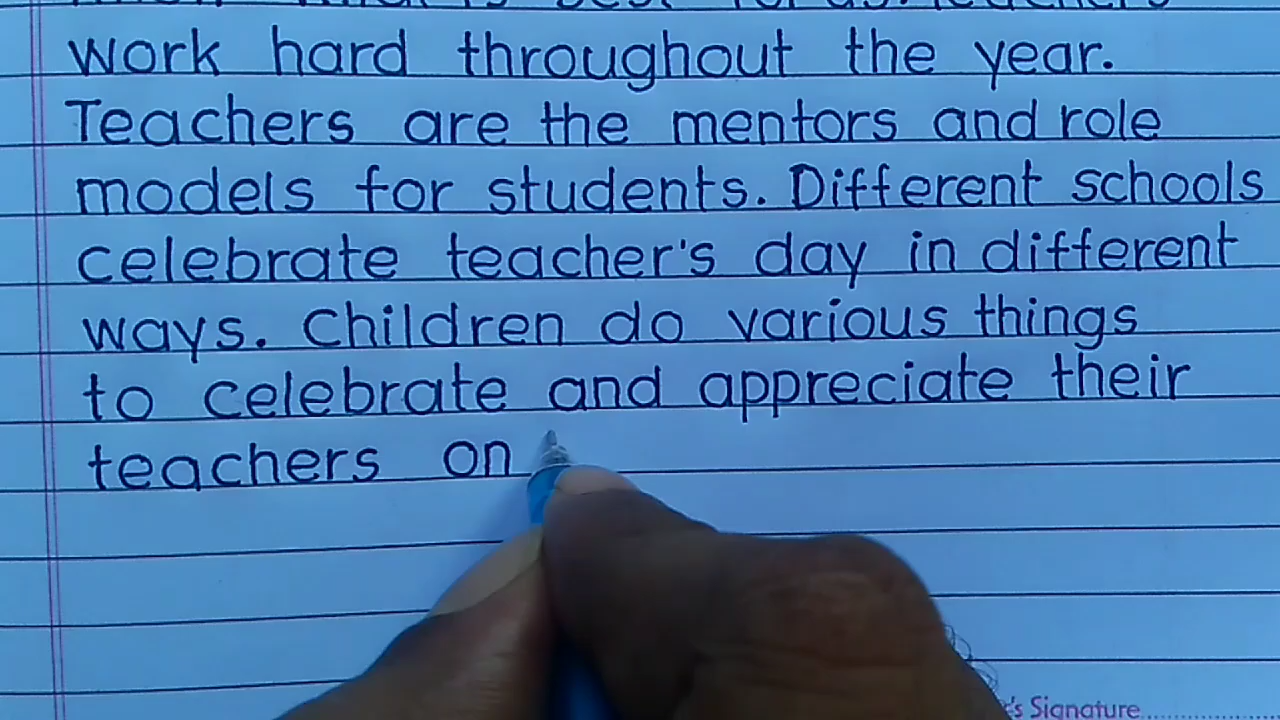 work hard throughout the year.
Teachers are the mentors and role
models for students. Different schools
celebrate teacher's day in different
ways. Children do various things
to celebrate and appreciate their
teachers on
's Signature